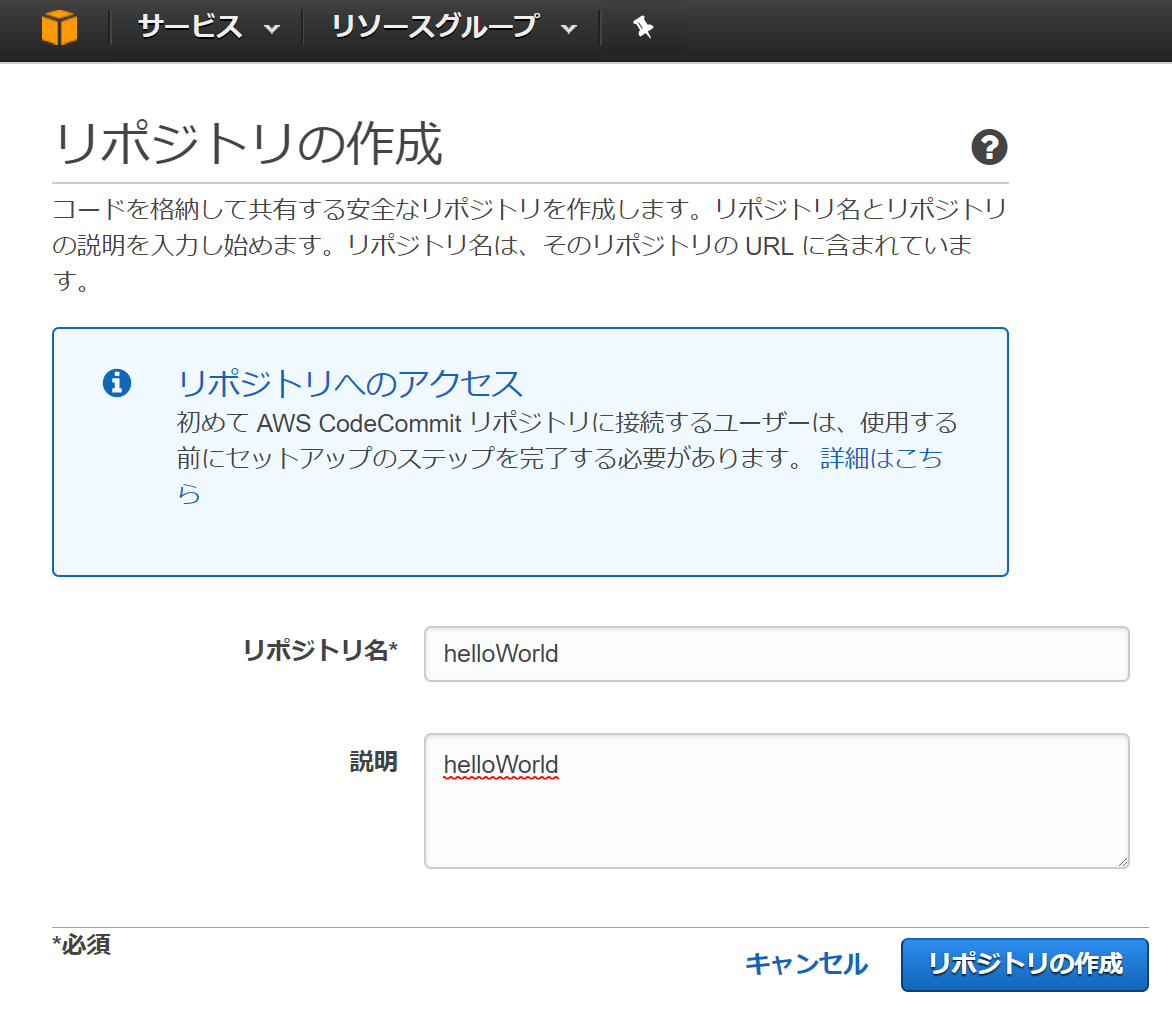 サービス リソースグループ
リポジトリの作成
コードを格納して共有する安全なリポジトリを作成します。リポジトリ名とリポジトリ
の説明を入力し始めます。リポジトリ名は、そのリポジトリの URL に含まれていま
す。
リポジトリへのアクセス
初めて AWS CodeCommit リポジトリに接続するユーザーは、使用する
前にセットアップのステップを完了する必要があります。 詳細はこち
ら
リポジトリ名* helloWorld
説明 helloWorld
*必須
キャンセル リポジトリの作成